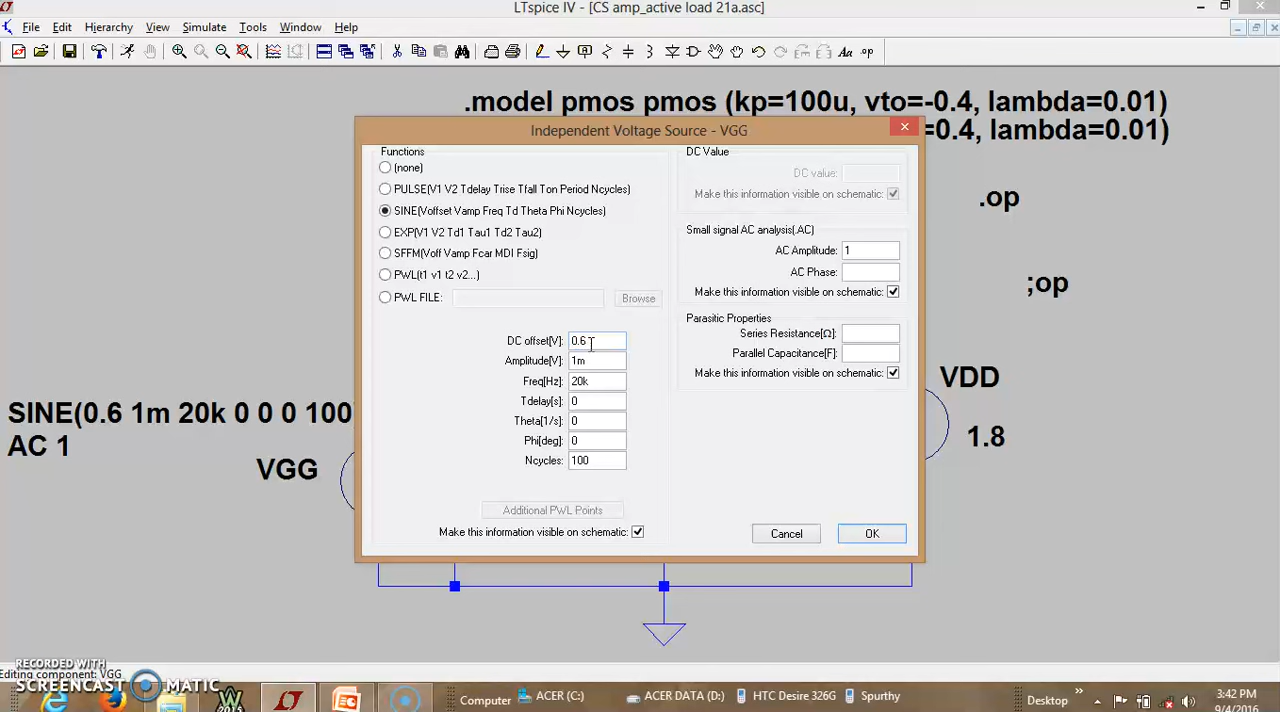 LTspice IV - [CS amp_active load 21a.asc]
File Edit Hierarchy View Simulate Tools Window Help
Aa .op
.model pmos pmos (kp=100u, vto=-0.4, lambda=0.01)
=0.4, lambda=0.01)
Independent Voltage Source - VGG
Functions
(none)
PULSE(V1 V2 Tdelay Trise Tfall Ton Period Ncycles)
SINE(Voffset Vamp Freq Td Theta Phi Ncycles)
EXP(V1 V2 Td1 Tau1 Td2 Tau2)
SFFM(Voff Vamp Fcar MDI Fsig)
PWL(t1 v1 t2 v2...)
PWL FILE: Browse
DC offset[V]: 0.6
Amplitude[V]: 1m
Freq[Hz]: 20k
Tdelay[s]: 0
Theta[1/s]: 0
Phi[deg]: 0
Ncycles: 100
Additional PWL Points
Make this information visible on schematic:
DC Value
DC value:
Make this information visible on schematic:
Small signal AC analysis(.AC)
AC Amplitude: 1
AC Phase:
Make this information visible on schematic:
Parasitic Properties
Series Resistance[Ω]:
Parallel Capacitance[F]:
Make this information visible on schematic:
Cancel OK
.op
;op
SINE(0.6 1m 20k 0 0 0 100
AC 1
VGG
VDD
1.8
RECORDED WITH
Editing component: VGG
SCREENCAST MATIC
W
2015
Computer ACER (C:) ACER DATA (D:) HTC Desire 326G Spurthy Desktop
3:42 PM
9/4/2016